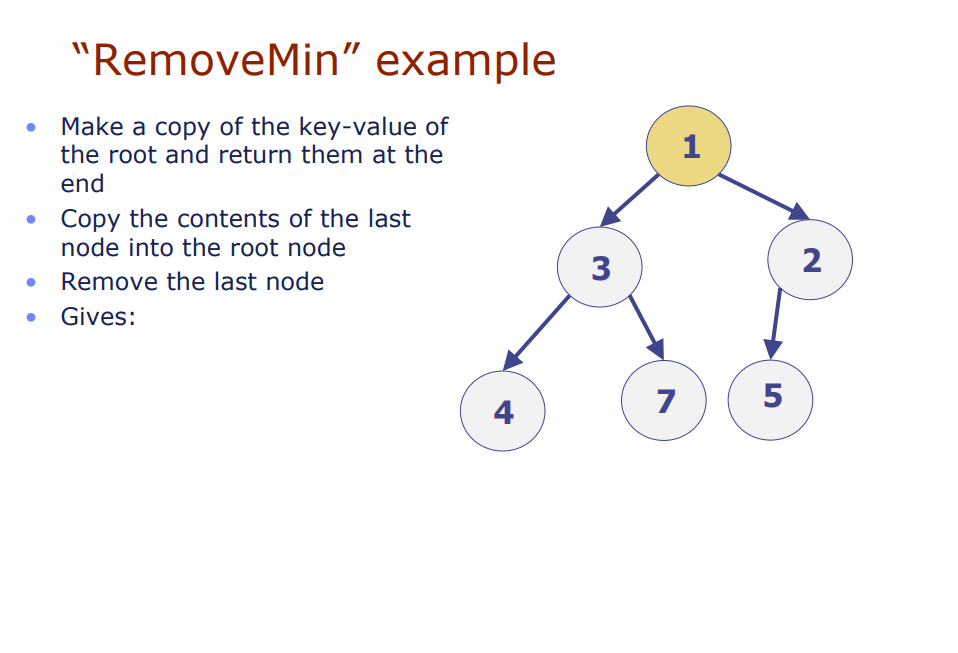 “RemoveMin” example
• Make a copy of the key-value of
the root and return them at the
end
• Copy the contents of the last
node into the root node
• Remove the last node
• Gives:
1
3
2
4
7
5